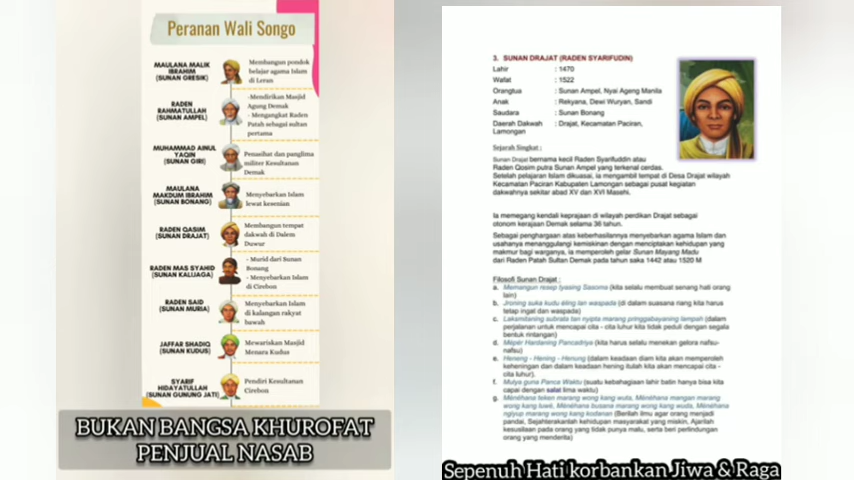 Peranan Wali Songo
MAULANA MALIK
IBRAHIM
(SUNAN GRESIK)
Membangun pondok
belajar agama Islam
di Leran
RADEN
RAHMATULLAH
(SUNAN AMPEL)
-Mendirikan Masjid
Agung Demak
- Mengangkat Raden
Patah sebagai sultan
pertama
MUHAMMAD AINUL
YAQIN
(SUNAN GIRI)
Penasihat dan panglima
militer Kesultanan
Demak
MAULANA
MAKDUM IBRAHIM
(SUNAN BONANG)
Menyebarkan Islam
lewat kesenian
RADEN QASIM
(SUNAN DRAJAT)
Membangun tempat
dakwah di Dalem
Duwur
RADEN MAS SYAHID
(SUNAN KALIJAGA)
- Murid dari Sunan
Bonang
- Menyebarkan Islam di
Cirebon
RADEN SAID
(SUNAN MURIA)
Menyebarkan Islam
di kalangan rakyat
bawah
JAFFAR SHADIQ
(SUNAN KUDUS)
Mewariskan Masjid
Menara Kudus
SYARIF
HIDAYATULLAH
(SUNAN GUNUNG JATI)
Pendiri Kesultanan
Cirebon
BUKAN BANGSA KHUROFAT
PENJUAL NASAB
3. SUNAN DRAJAT (RADEN SYARIFUDIN)
Lahir : 1470
Wafat : 1522
Orangtua : Sunan Ampel, Nyai Ageng Manila
Anak : Rekyana, Dewi Wuryan, Sandi
Saudara : Sunan Bonang
Daerah Dakwah : Drajat, Kecamatan Paciran,
Lamongan
Sejarah Singkat :
Sunan Drajat bernama kecil Raden Syarifuddin atau
Raden Qosim putra Sunan Ampel yang terkenal cerdas.
Setelah pelajaran Islam dikuasai, ia mengambil tempat di Desa Drajat wilayah
Kecamatan Paciran Kabupaten Lamongan sebagai pusat kegiatan
dakwahnya sekitar abad XV dan XVI Masehi.
Ia memegang kendali keprajaan di wilayah perdikan Drajat sebagai
otonom kerajaan Demak selama 36 tahun.
Sebagai penghargaan atas keberhasilannya menyebarkan agama Islam dan
usahanya menanggulangi kemiskinan dengan menciptakan kehidupan yang
makmur bagi warganya, ia memperoleh gelar Sunan Mayang Madu
dari Raden Patah Sultan Demak pada tahun saka 1442 atau 1520 M
Filosofi Sunan Drajat :
a. Memangun resep tyasing Sasoma (kita selalu membuat senang hati orang
lain)
b. Jroning suka kudu éling lan waspada (di dalam suasana riang kita harus
tetap ingat dan waspada)
c. Laksmitaning subrata tan nyipta marang pringgabayaning lampah (dalam
perjalanan untuk mencapai cita - cita luhur kita tidak peduli dengan segala
bentuk rintangan)
d. Mèpèr Hardaning Pancadriya (kita harus selalu menekan gelora nafsu-
nafsu)
e. Heneng - Hening - Henung (dalam keadaan diam kita akan memperoleh
keheningan dan dalam keadaan hening itulah kita akan mencapai cita -
cita luhur).
f. Mulya guna Panca Waktu (suatu kebahagiaan lahir batin hanya bisa kita
capai dengan salat lima waktu)
g. Mènèhana teken marang wong kang wuta, Mènèhana mangan marang
wong kang luwé, Mènèhana busana marang wong kang wuda, Mènèhana
ngiyup marang wong kang kodanan (Berilah ilmu agar orang menjadi
pandai, Sejahterakanlah kehidupan masyarakat yang miskin, Ajarilah
kesusilaan pada orang yang tidak punya malu, serta beri perlindungan
orang yang menderita)
Sepenuh Hati korbankan Jiwa & Raga